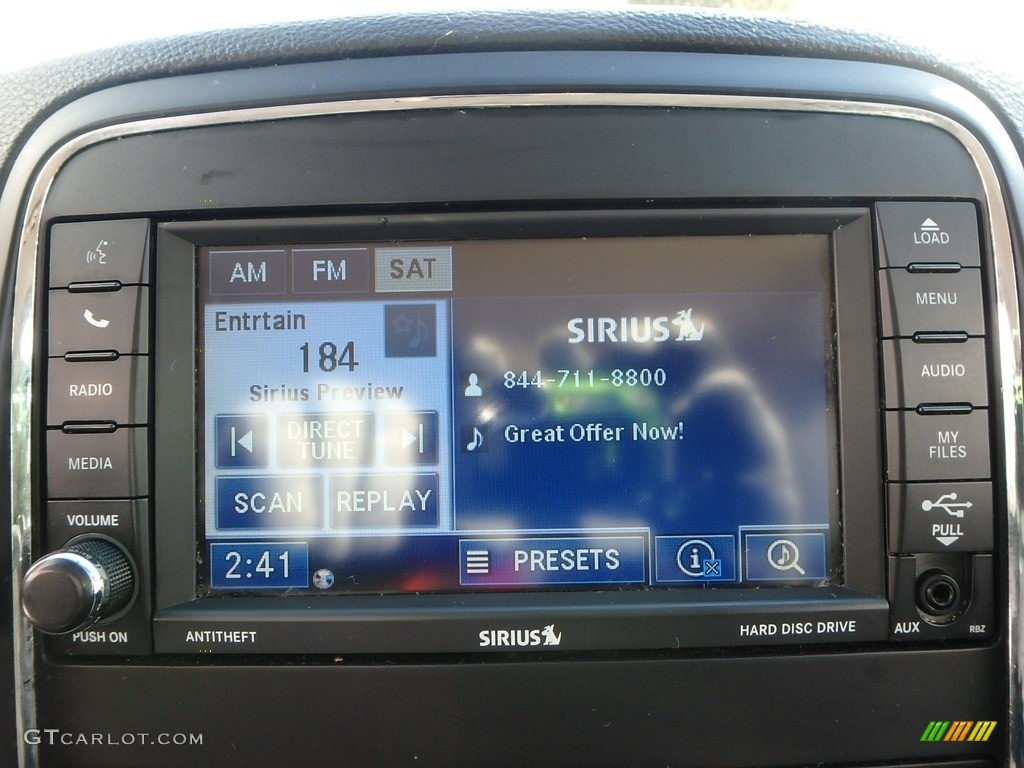 AM FM SAT
Entrtain
184
Sirius Preview
DIRECT
TUNE
SCAN REPLAY
2:41
SIRIUS
844-711-8800
Great Offer Now!
PRESETS
i
RADIO
MEDIA
VOLUME
PUSH ON
LOAD
MENU
AUDIO
MY
FILES
PULL
AUX
RBZ
ANTITHEFT
SIRIUS
HARD DISC DRIVE
GTCARLOT.COM